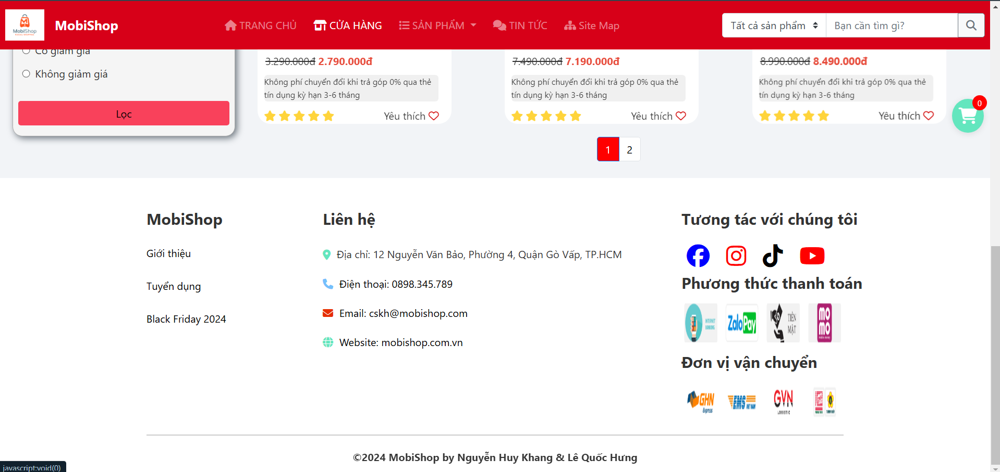 MobiShop
MobiShop
TRANG CHỦ
CỬA HÀNG
SẢN PHẨM
TIN TỨC
Site Map
Tất cả sản phẩm
Bạn cần tìm gì?
Có giảm giá
Không giảm giá
Lọc
3.290.000đ 2.790.000đ
Không phí chuyển đổi khi trả góp 0% qua thẻ
tín dụng kỳ hạn 3-6 tháng
Yêu thích
7.490.000đ 7.190.000đ
Không phí chuyển đổi khi trả góp 0% qua thẻ
tín dụng kỳ hạn 3-6 tháng
Yêu thích
8.990.000đ 8.490.000đ
Không phí chuyển đổi khi trả góp 0% qua thẻ
tín dụng kỳ hạn 3-6 tháng
Yêu thích
0
1
2
MobiShop
Giới thiệu
Tuyển dụng
Black Friday 2024
Liên hệ
Địa chỉ: 12 Nguyễn Văn Bảo, Phường 4, Quận Gò Vấp, TP.HCM
Điện thoại: 0898.345.789
Email: cskh@mobishop.com
Website: mobishop.com.vn
Tương tác với chúng tôi
Phương thức thanh toán
INTERNET
BANKING
ZaloPay
TIỀN
MẶT
MOMO
Đơn vị vận chuyển
GHN
Express
EMS
VIETNAM
GVN
LOGISTIC
©2024 MobiShop by Nguyễn Huy Khang & Lê Quốc Hưng
javascript:void(0)